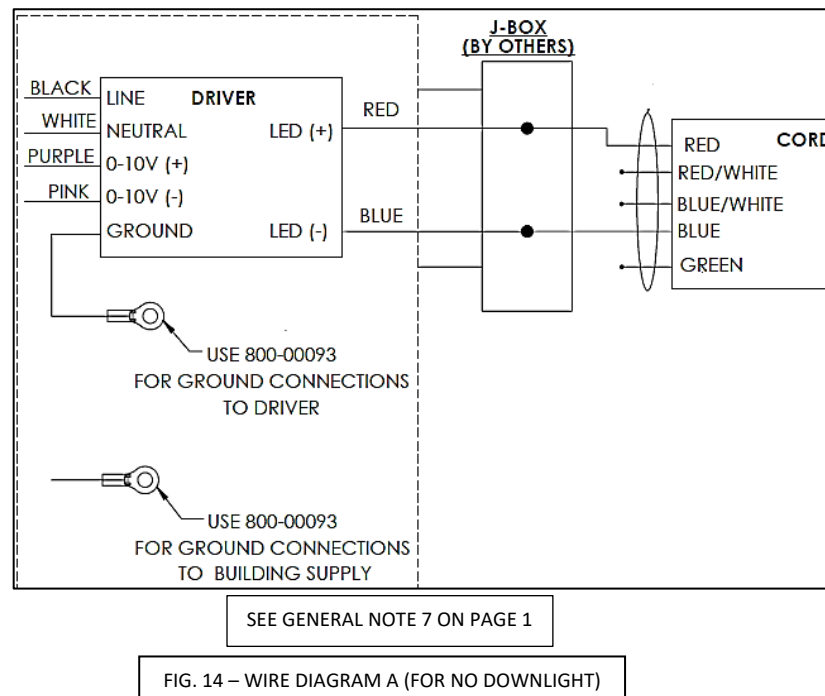 J-BOX
(BY OTHERS)
BLACK
LINE
DRIVER
WHITE
NEUTRAL
LED (+)
RED
PURPLE
0-10V (+)
PINK
0-10V (-)
GROUND
LED (-)
BLUE
RED
CORD
RED/WHITE
BLUE/WHITE
BLUE
GREEN
USE 800-00093
FOR GROUND CONNECTIONS
TO DRIVER
USE 800-00093
FOR GROUND CONNECTIONS
TO BUILDING SUPPLY
SEE GENERAL NOTE 7 ON PAGE 1
FIG. 14 – WIRE DIAGRAM A (FOR NO DOWNLIGHT)